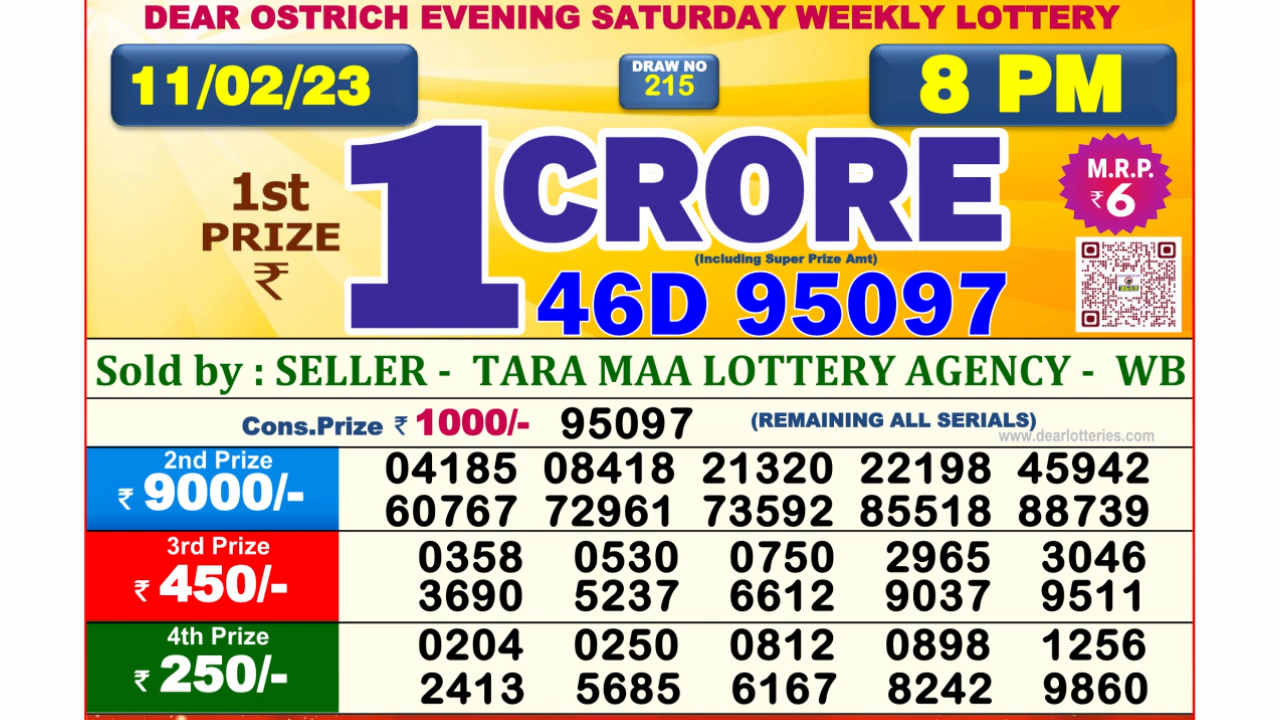 DEAR OSTRICH EVENING SATURDAY WEEKLY LOTTERY
11/02/23
DRAW NO
215
8 PM
1st
PRIZE
₹
1 CRORE
(Including Super Prize Amt)
46D 95097
M.R.P.
₹ 6
Sold by : SELLER - TARA MAA LOTTERY AGENCY - WB
Cons.Prize ₹ 1000/- 95097 (REMAINING ALL SERIALS)
www.dearlotteries.com
2nd Prize
₹ 9000/-
04185 08418 21320 22198 45942
60767 72961 73592 85518 88739
3rd Prize
₹ 450/-
0358 0530 0750 2965 3046
3690 5237 6612 9037 9511
4th Prize
₹ 250/-
0204 0250 0812 0898 1256
2413 5685 6167 8242 9860